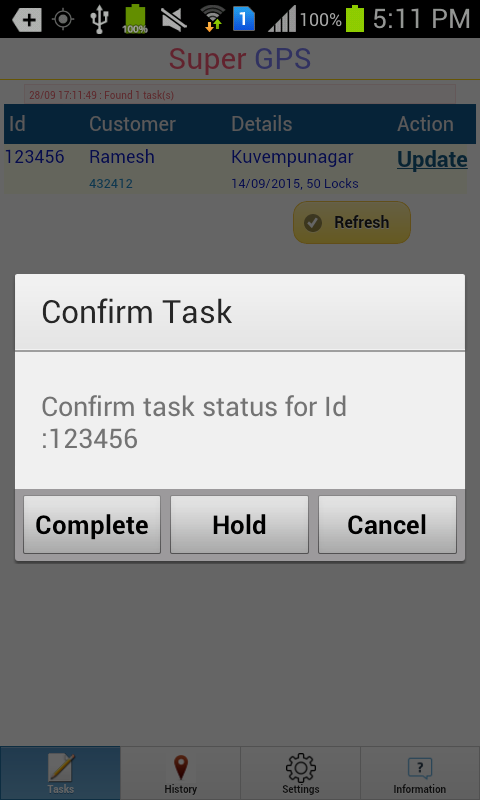 100% 1 100% 5:11 PM
Super GPS
28/09 17:11:49 : Found 1 task(s)
Id Customer Details Action
123456 Ramesh Kuvempunagar Update
432412 14/09/2015, 50 Locks
Refresh
Confirm Task
Confirm task status for Id
:123456
Complete Hold Cancel
Tasks History Settings Information